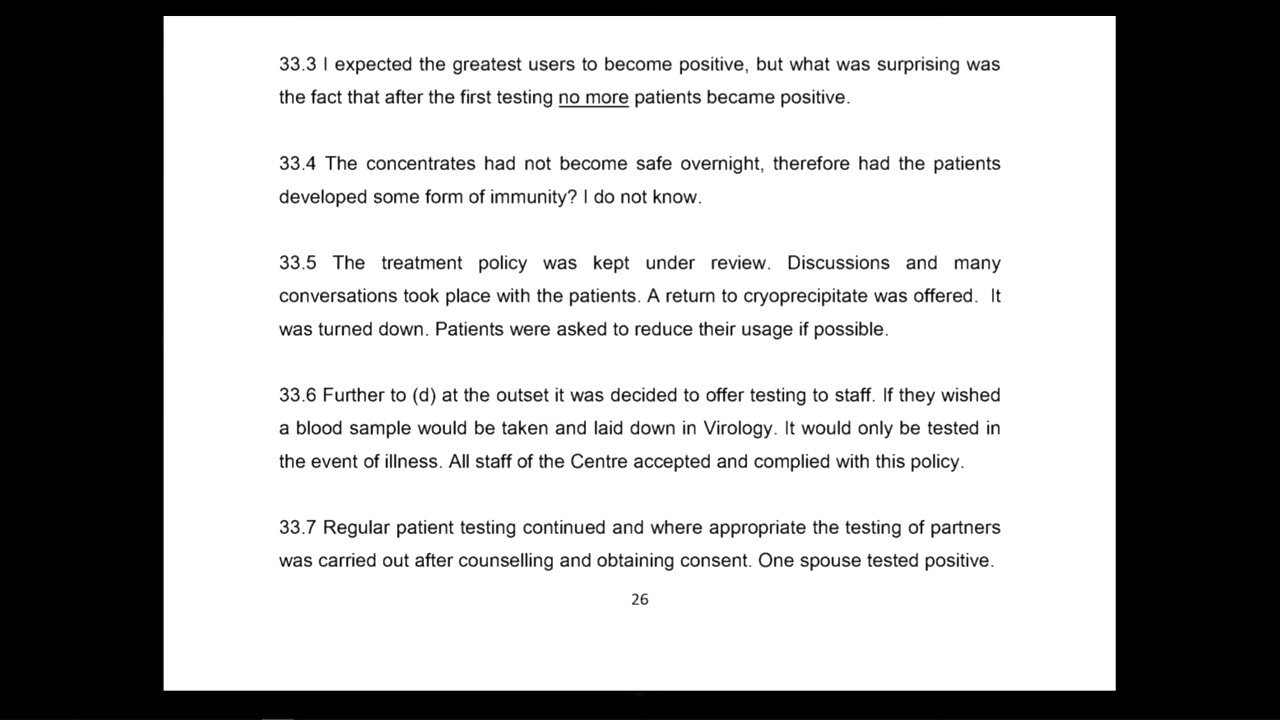 33.3 I expected the greatest users to become positive, but what was surprising was
the fact that after the first testing no more patients became positive.
33.4 The concentrates had not become safe overnight, therefore had the patients
developed some form of immunity? I do not know.
33.5 The treatment policy was kept under review. Discussions and many
conversations took place with the patients. A return to cryoprecipitate was offered. It
was turned down. Patients were asked to reduce their usage if possible.
33.6 Further to (d) at the outset it was decided to offer testing to staff. If they wished
a blood sample would be taken and laid down in Virology. It would only be tested in
the event of illness. All staff of the Centre accepted and complied with this policy.
33.7 Regular patient testing continued and where appropriate the testing of partners
was carried out after counselling and obtaining consent. One spouse tested positive.
26